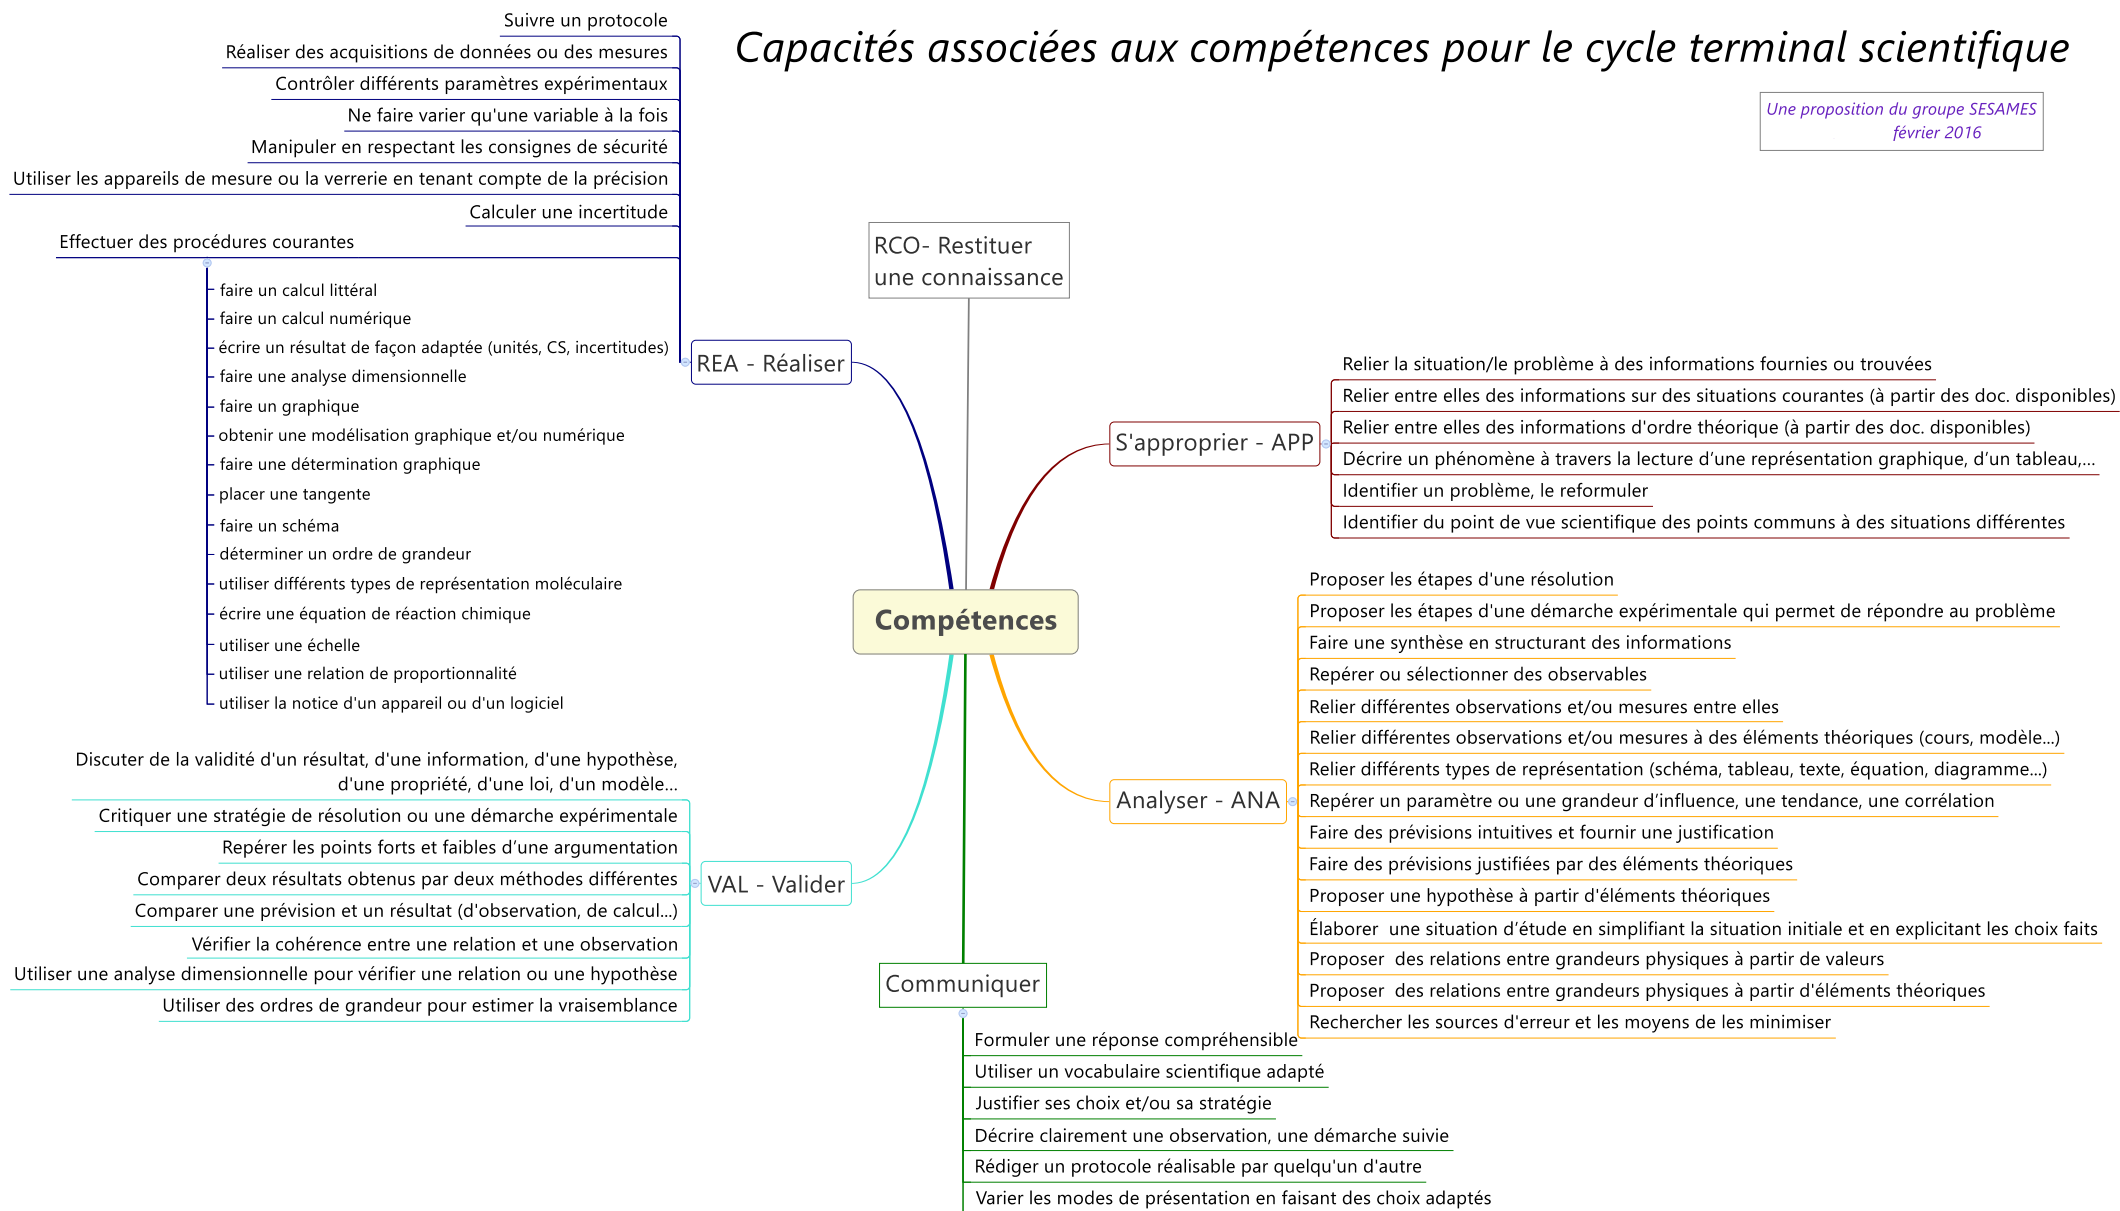 Capacités associées aux compétences pour le cycle terminal scientifique
Une proposition du groupe SESAMES
février 2016
Suivre un protocole
Réaliser des acquisitions de données ou des mesures
Contrôler différents paramètres expérimentaux
Ne faire varier qu'une variable à la fois
Manipuler en respectant les consignes de sécurité
Utiliser les appareils de mesure ou la verrerie en tenant compte de la précision
Calculer une incertitude
Effectuer des procédures courantes
faire un calcul littéral
faire un calcul numérique
écrire un résultat de façon adaptée (unités, CS, incertitudes)
faire une analyse dimensionnelle
faire un graphique
obtenir une modélisation graphique et/ou numérique
faire une détermination graphique
placer une tangente
faire un schéma
déterminer un ordre de grandeur
utiliser différents types de représentation moléculaire
écrire une équation de réaction chimique
utiliser une échelle
utiliser une relation de proportionnalité
utiliser la notice d'un appareil ou d'un logiciel
REA - Réaliser
RCO- Restituer
une connaissance
S'approprier - APP
Relier la situation/le problème à des informations fournies ou trouvées
Relier entre elles des informations sur des situations courantes (à partir des doc. disponibles)
Relier entre elles des informations d'ordre théorique (à partir des doc. disponibles)
Décrire un phénomène à travers la lecture d’une représentation graphique, d’un tableau,...
Identifier un problème, le reformuler
Identifier du point de vue scientifique des points communs à des situations différentes
Compétences
Analyser - ANA
Proposer les étapes d'une résolution
Proposer les étapes d'une démarche expérimentale qui permet de répondre au problème
Faire une synthèse en structurant des informations
Repérer ou sélectionner des observables
Relier différentes observations et/ou mesures entre elles
Relier différentes observations et/ou mesures à des éléments théoriques (cours, modèle...)
Relier différents types de représentation (schéma, tableau, texte, équation, diagramme...)
Repérer un paramètre ou une grandeur d’influence, une tendance, une corrélation
Faire des prévisions intuitives et fournir une justification
Faire des prévisions justifiées par des éléments théoriques
Proposer une hypothèse à partir d'éléments théoriques
Élaborer  une situation d’étude en simplifiant la situation initiale et en explicitant les choix faits
Proposer  des relations entre grandeurs physiques à partir de valeurs
Proposer  des relations entre grandeurs physiques à partir d'éléments théoriques
Rechercher les sources d'erreur et les moyens de les minimiser
Discuter de la validité d'un résultat, d'une information, d'une hypothèse,
d'une propriété, d'une loi, d'un modèle...
Critiquer une stratégie de résolution ou une démarche expérimentale
Repérer les points forts et faibles d’une argumentation
Comparer deux résultats obtenus par deux méthodes différentes
Comparer une prévision et un résultat (d'observation, de calcul...)
Vérifier la cohérence entre une relation et une observation
Utiliser une analyse dimensionnelle pour vérifier une relation ou une hypothèse
Utiliser des ordres de grandeur pour estimer la vraisemblance
VAL - Valider
Communiquer
Formuler une réponse compréhensible
Utiliser un vocabulaire scientifique adapté
Justifier ses choix et/ou sa stratégie
Décrire clairement une observation, une démarche suivie
Rédiger un protocole réalisable par quelqu'un d'autre
Varier les modes de présentation en faisant des choix adaptés